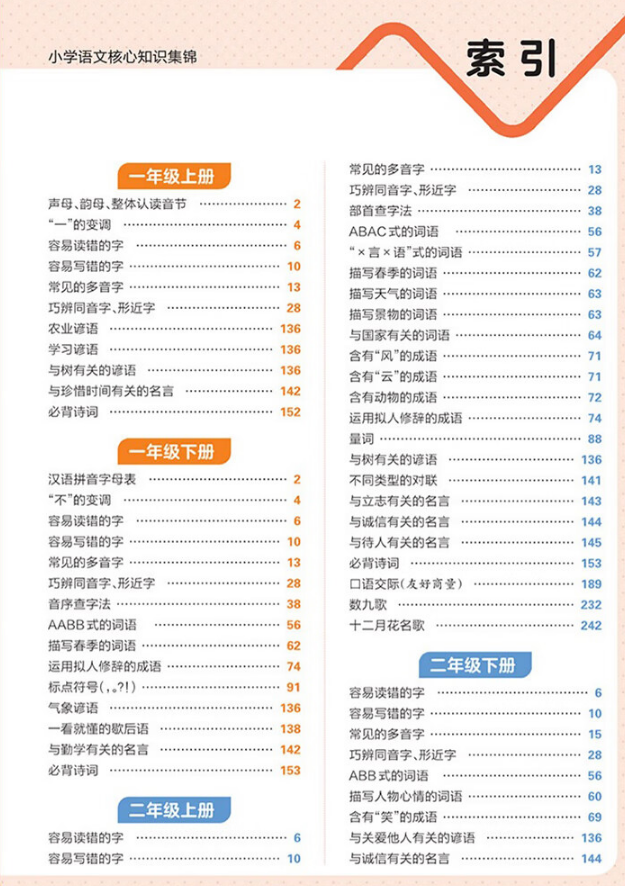 小学语文核心知识集锦
索引
一年级上册
声母、韵母、整体认读音节 2
“一”的变调 4
容易读错的字 6
容易写错的字 10
常见的多音字 13
巧辨同音字、形近字 28
农业谚语 136
学习谚语 136
与树有关的谚语 136
与珍惜时间有关的名言 142
必背诗词 152
一年级下册
汉语拼音字母表 2
“不”的变调 4
容易读错的字 6
容易写错的字 10
常见的多音字 13
巧辨同音字、形近字 28
音序查字法 38
AABB式的词语 56
描写春季的词语 62
运用拟人修辞的成语 74
标点符号(,。?!) 91
气象谚语 136
一看就懂的歇后语 138
与勤学有关的名言 142
必背诗词 153
二年级上册
容易读错的字 6
容易写错的字 10
常见的多音字 13
巧辨同音字、形近字 28
部首查字法 38
ABAC式的词语 56
“×言×语”式的词语 57
描写春季的词语 62
描写天气的词语 63
描写景物的词语 63
与国家有关的词语 64
含有“风”的成语 71
含有“云”的成语 71
含有动物的成语 72
运用拟人修辞的成语 74
量词 88
与树有关的谚语 136
不同类型的对联 141
与立志有关的名言 143
与诚信有关的名言 144
与待人有关的名言 145
必背诗词 153
口语交际(友好商量) 189
数九歌 232
十二月花名歌 242
二年级下册
容易读错的字 6
容易写错的字 10
常见的多音字 15
巧辨同音字、形近字 28
ABB式的词语 56
描写人物心情的词语 60
含有“笑”的成语 69
与关爱他人有关的谚语 136
与诚信有关的名言 144